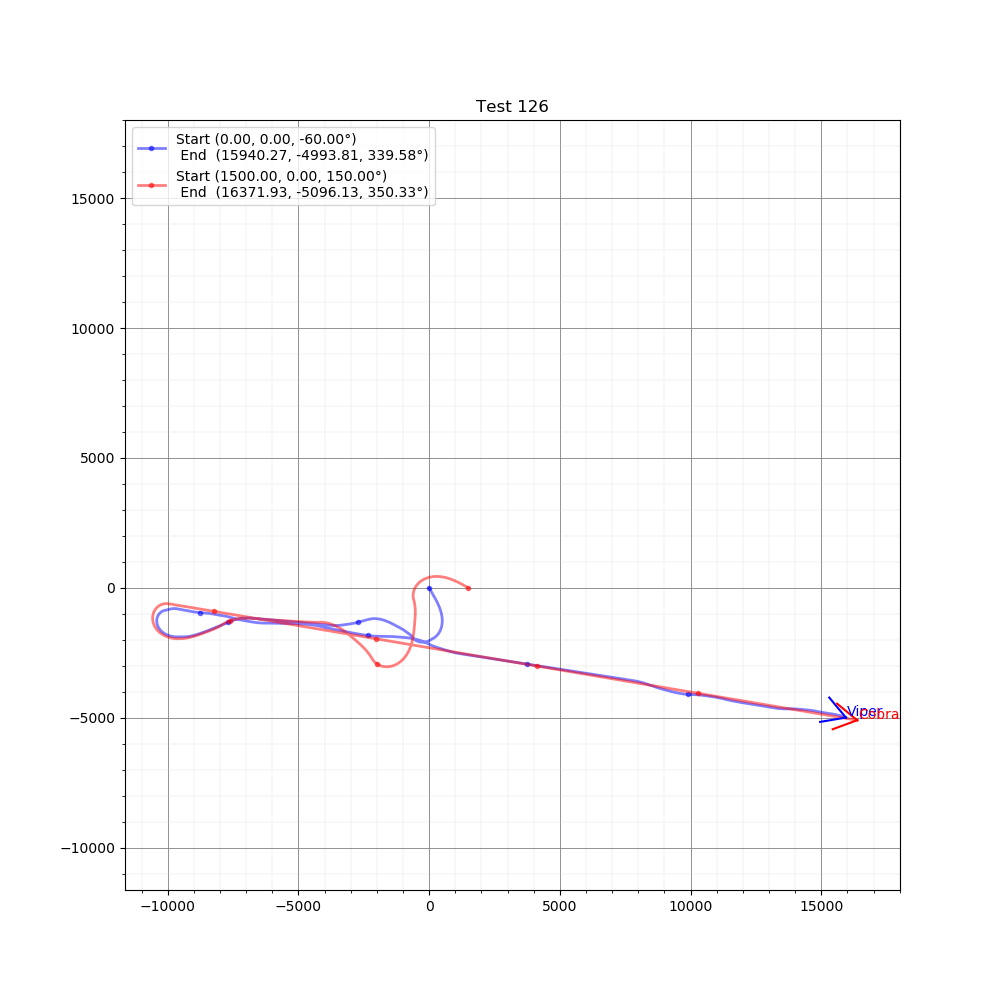 Test 126
Start (0.00, 0.00, -60.00°)
End (15940.27, -4993.81, 339.58°)
Start (1500.00, 0.00, 150.00°)
End (16371.93, -5096.13, 350.33°)
15000
10000
5000
0
−5000
−10000
Viper
Cobra
−10000 −5000 0 5000 10000 15000